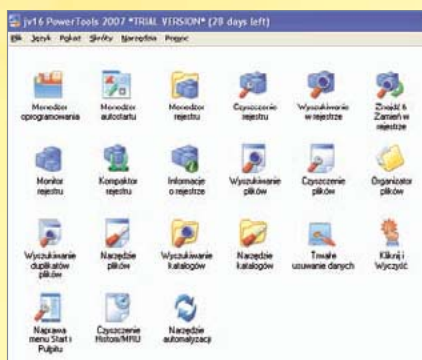 jv16 PowerTools 2007 *TRIAL VERSION* (28 days left)
Plik Język Pokaż Skróty Narzędzia Pomoc
Menedżer oprogramowania
Menedżer autostartu
Menedżer rejestru
Czyszczenie rejestru
Wyszukiwanie w rejestrze
Znajdź & Zamień w rejestrze
Monitor rejestru
Kompaktor rejestru
Informacje o rejestrze
Wyszukiwanie plików
Czyszczenie plików
Organizator plików
Wyszukiwanie duplikatów plików
Narzędzie plików
Wyszukiwanie katalogów
Narzędzie katalogów
Trwałe usuwanie danych
Kliknij i Wyczyść
Naprawa menu Start i Pulpitu
Czyszczenie Historii/MRU
Narzędzie automatyzacji